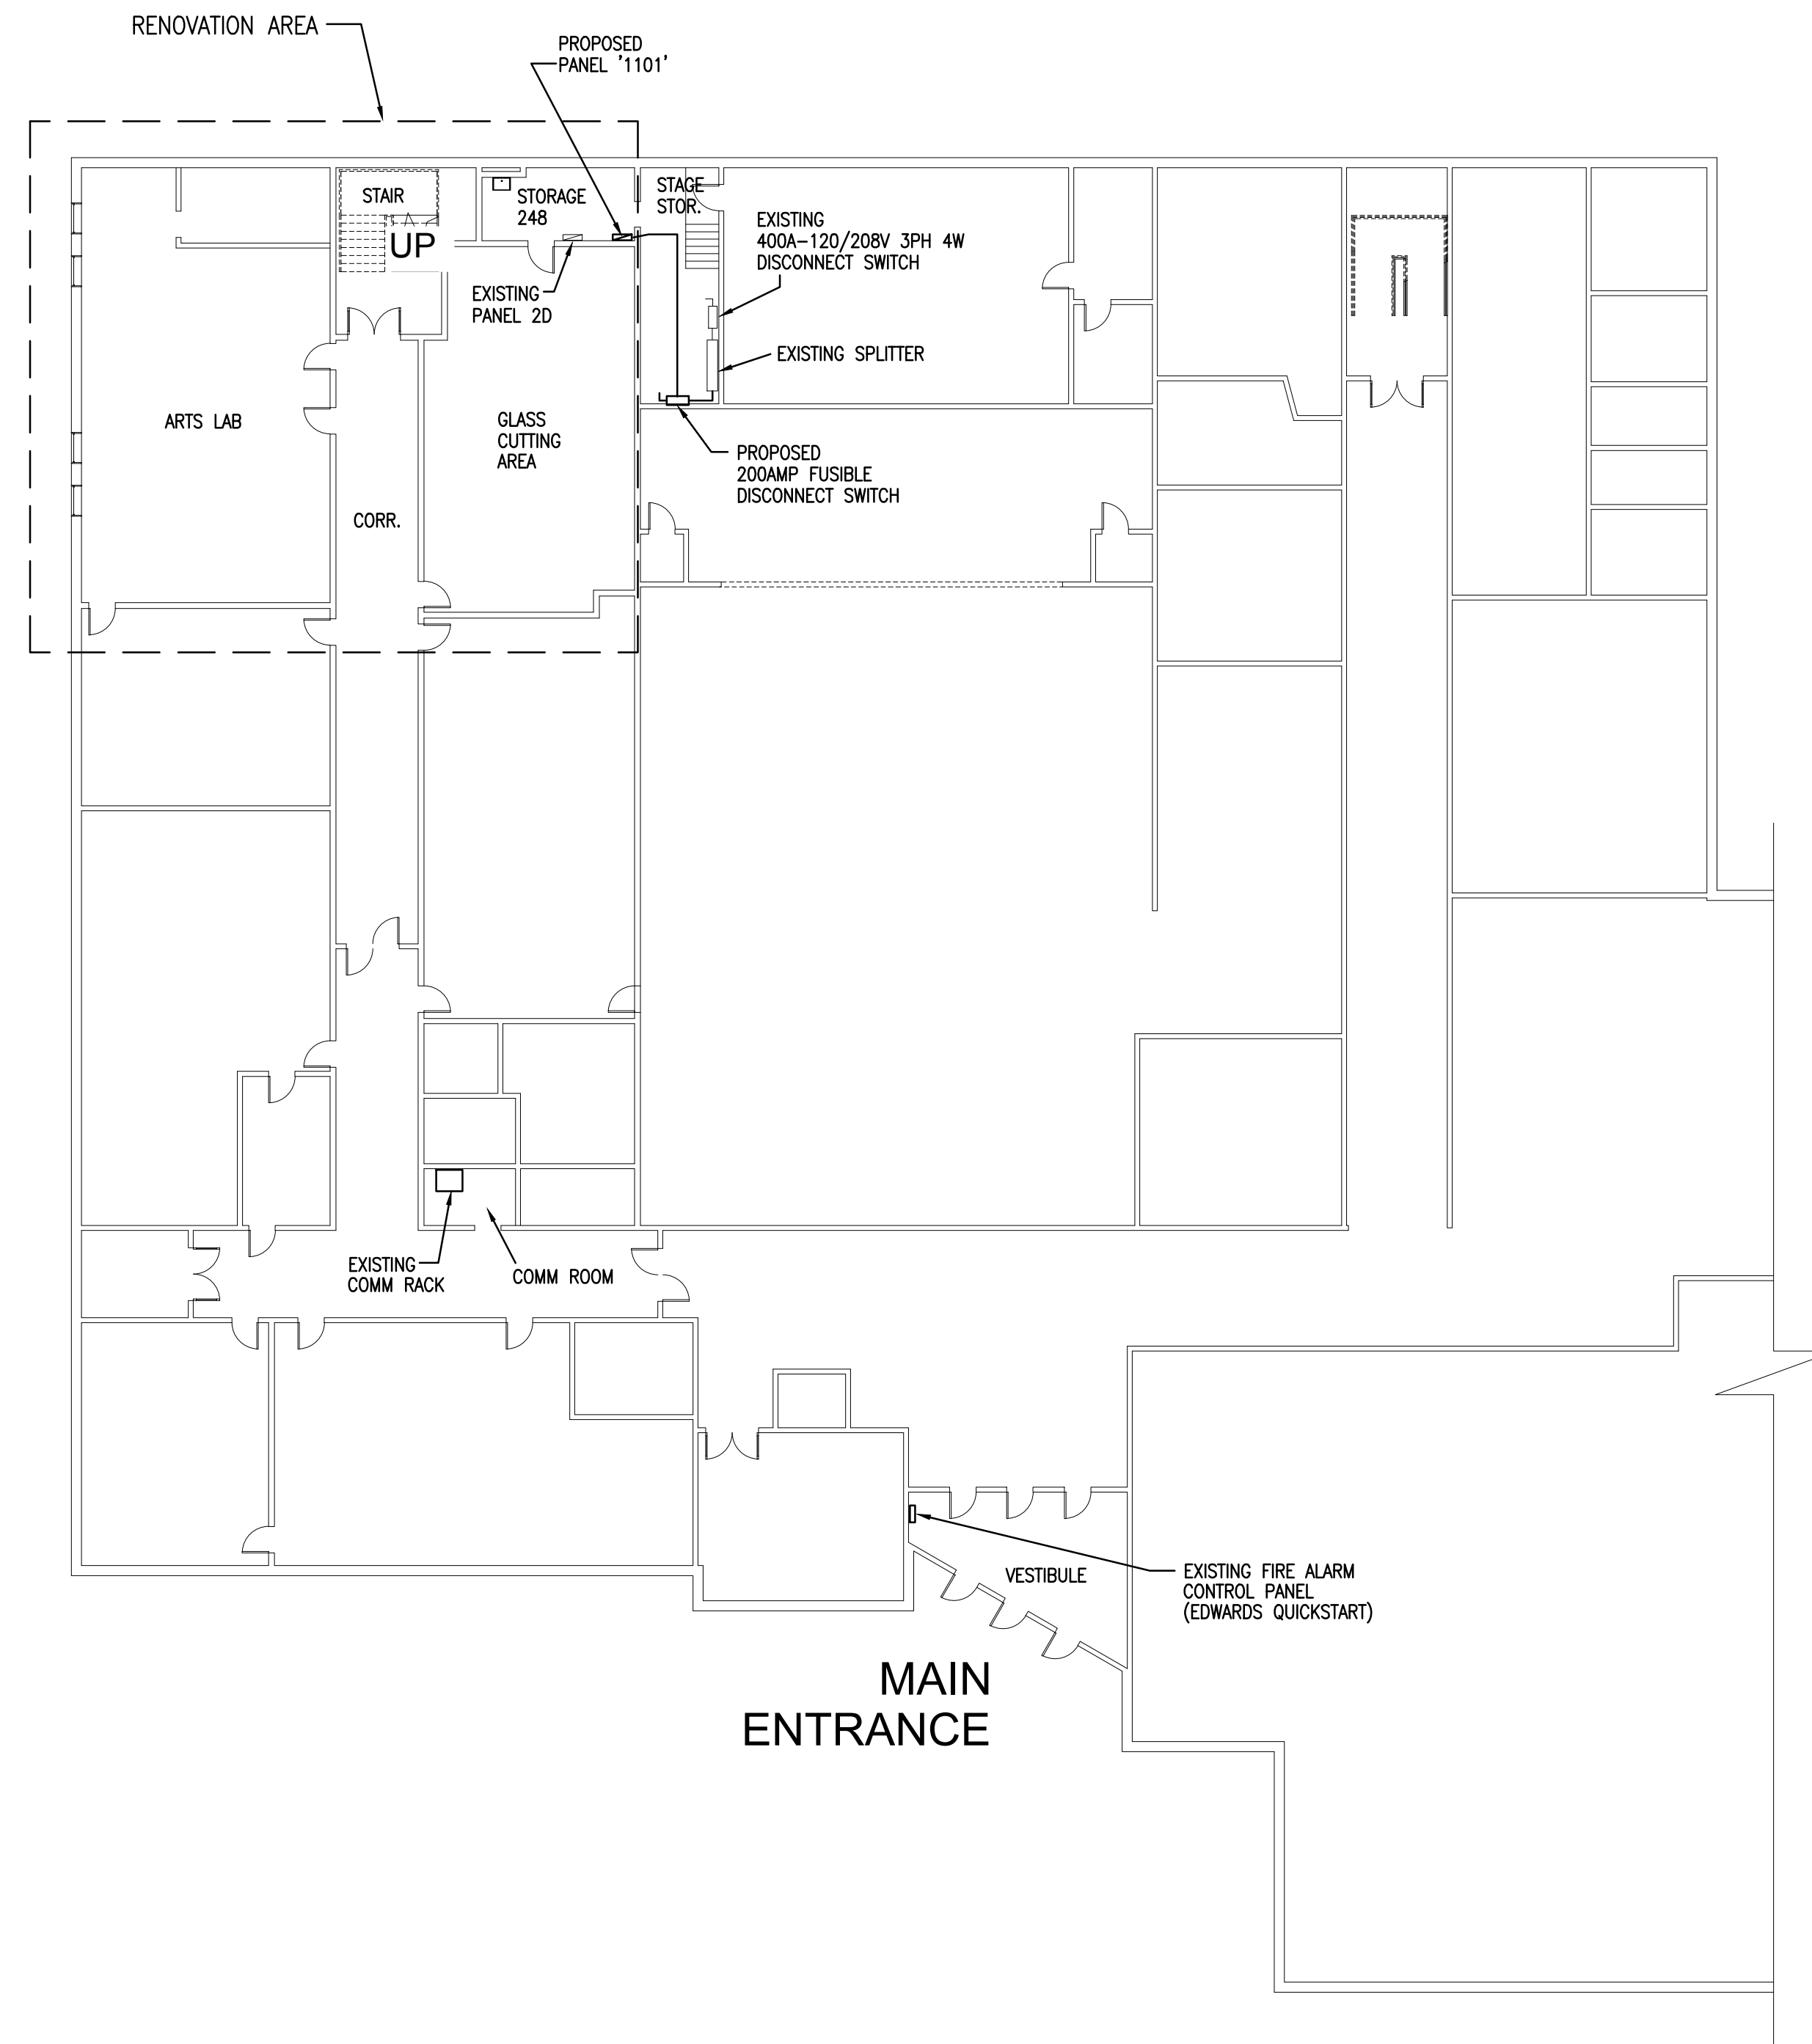 RENOVATION AREA
PROPOSED
PANEL '1101'
STAIR
UP
STORAGE
248
STAGE
STOR.
EXISTING
400A-120/208V 3PH 4W
DISCONNECT SWITCH
EXISTING
PANEL 2D
EXISTING SPLITTER
ARTS LAB
GLASS
CUTTING
AREA
PROPOSED
200AMP FUSIBLE
DISCONNECT SWITCH
CORR.
EXISTING
COMM RACK
COMM ROOM
VESTIBULE
EXISTING FIRE ALARM
CONTROL PANEL
(EDWARDS QUICKSTART)
MAIN
ENTRANCE